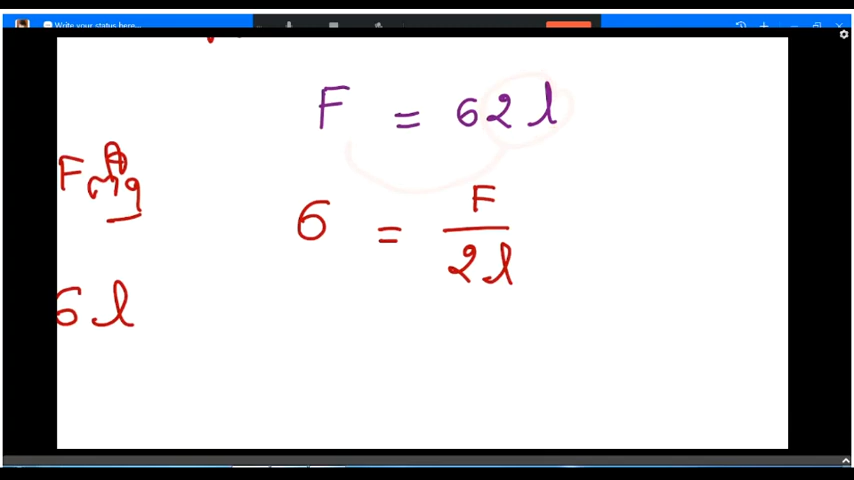 Write your status here...
F = 62l
F
6 = F/2l
6l